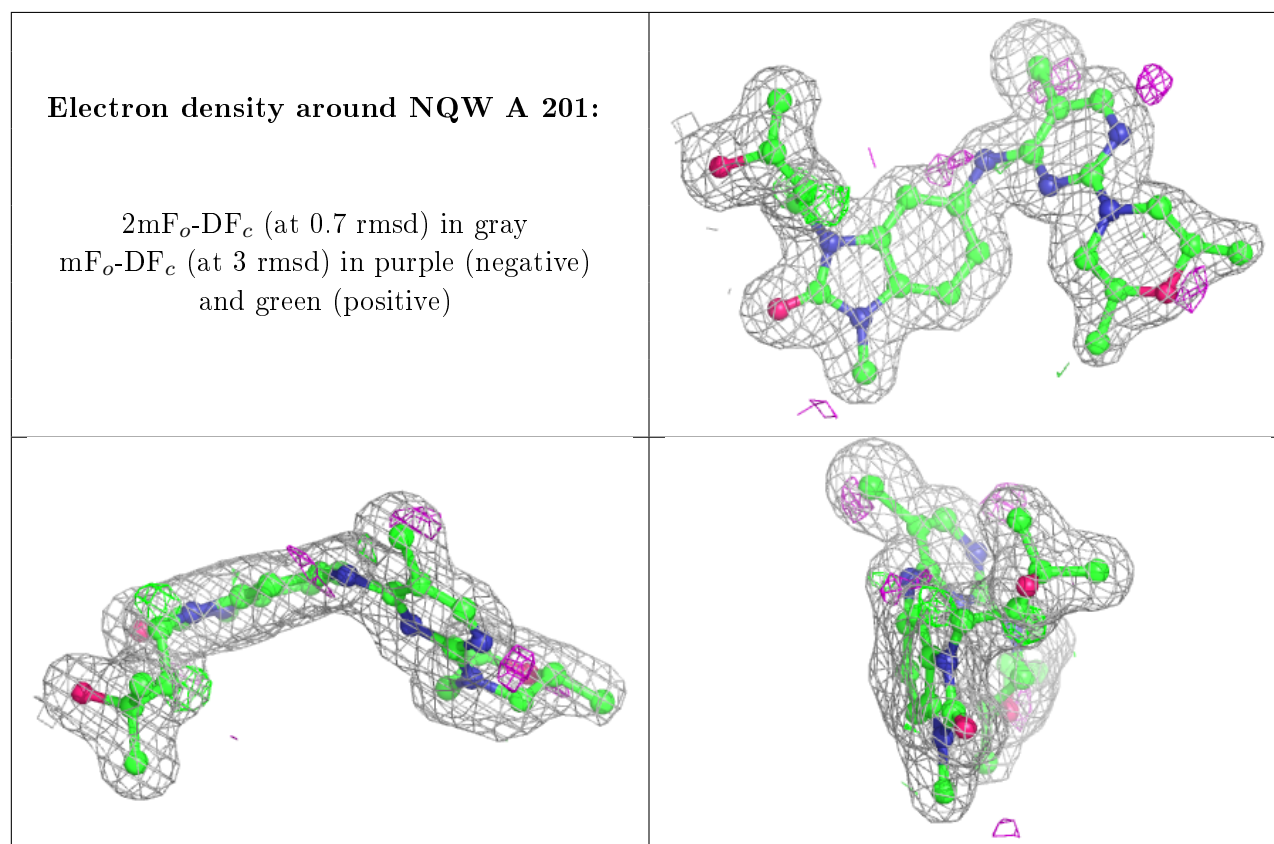 Electron density around NQW A 201:
2mFₒ-DF𝒸 (at 0.7 rmsd) in gray
mFₒ-DF𝒸 (at 3 rmsd) in purple (negative)
and green (positive)